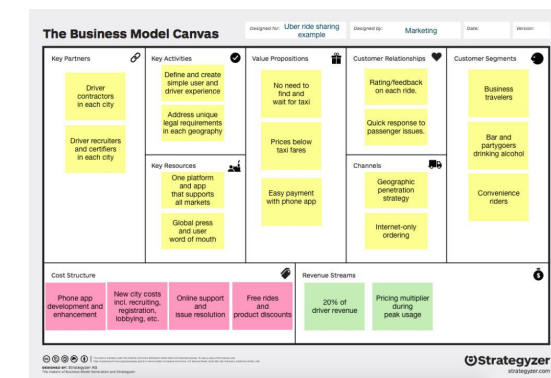 The Business Model Canvas
Designed for:
Uber ride sharing
example
Designed by:
Marketing
Date:
Version:
Key Partners
Driver
contractors
in each city
Driver recruiters
and certifiers
in each city
Key Activities
Define and create
simple user and
driver experience
Address unique
legal requirements
in each geography
Key Resources
One platform
and app
that supports
all markets
Global press
and user
word of mouth
Value Propositions
No need to
find and
wait for taxi
Prices below
taxi fares
Easy payment
with phone app
Customer Relationships
Rating/feedback
on each ride.
Quick response to
passenger issues.
Channels
Geographic
penetration
strategy
Internet-only
ordering
Customer Segments
Business
travelers
Bar and
partygoers
drinking alcohol
Convenience
riders
Cost Structure
Phone app
development and
enhancement
New city costs
incl. recruiting,
registration,
lobbying, etc.
Online support
and
issue resolution
Free rides
and
product discounts
Revenue Streams
20% of
driver revenue
Pricing multiplier
during
peak usage
DESIGNED BY: Strategyzer AG
The makers of Business Model Generation and Strategyzer
Strategyzer
strategyzer.com